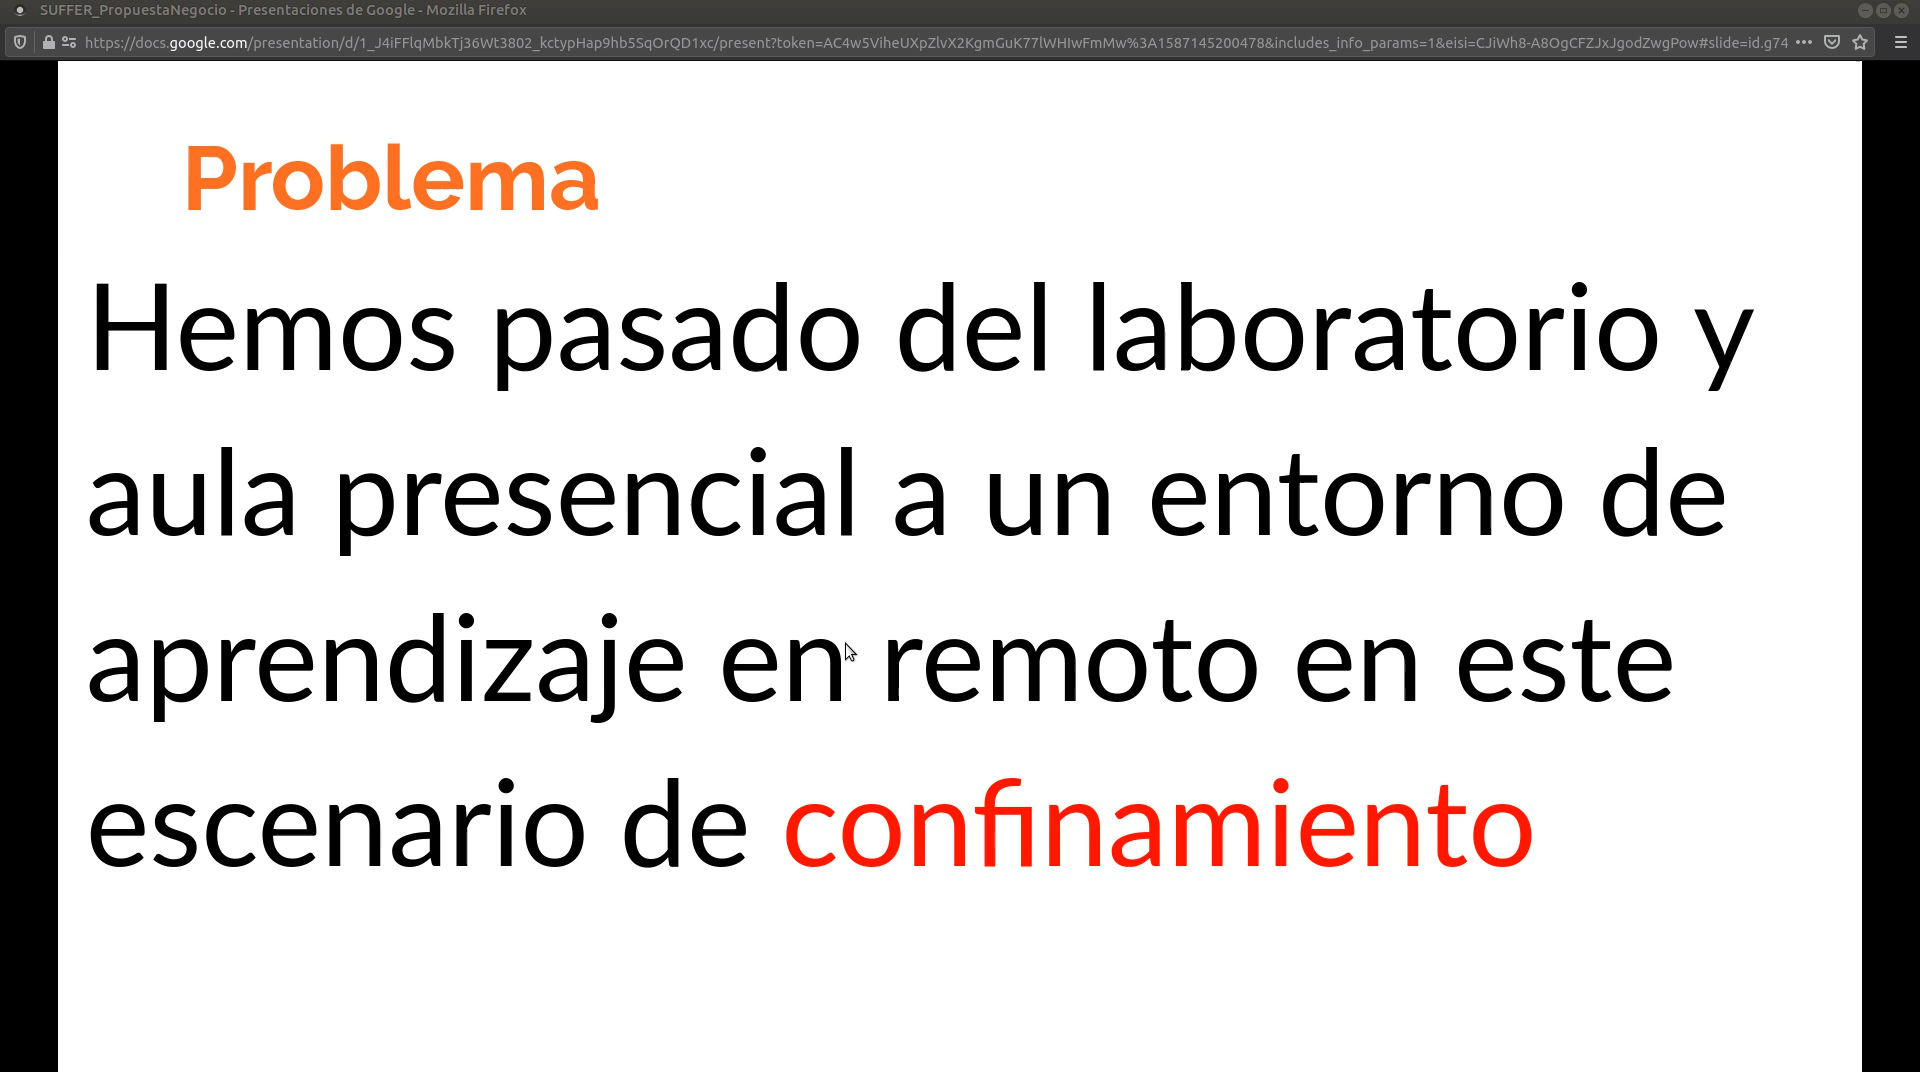 SUFFER_PropuestaNegocio - Presentaciones de Google - Mozilla Firefox
https://docs.google.com/presentation/d/1_J4iFFlqMbkTj36Wt3802_kctypHap9hb5SqOrQD1xc/present?token=AC4w5ViheUXpZlvX2KgmGuK77lWHIwFmMw%3A1587145200478&includes_info_params=1&eisi=CJiWh8-A8OgCFZJxJgodZwgPow#slide=id.g74
Problema
Hemos pasado del laboratorio y
aula presencial a un entorno de
aprendizaje en remoto en este
escenario de confinamiento